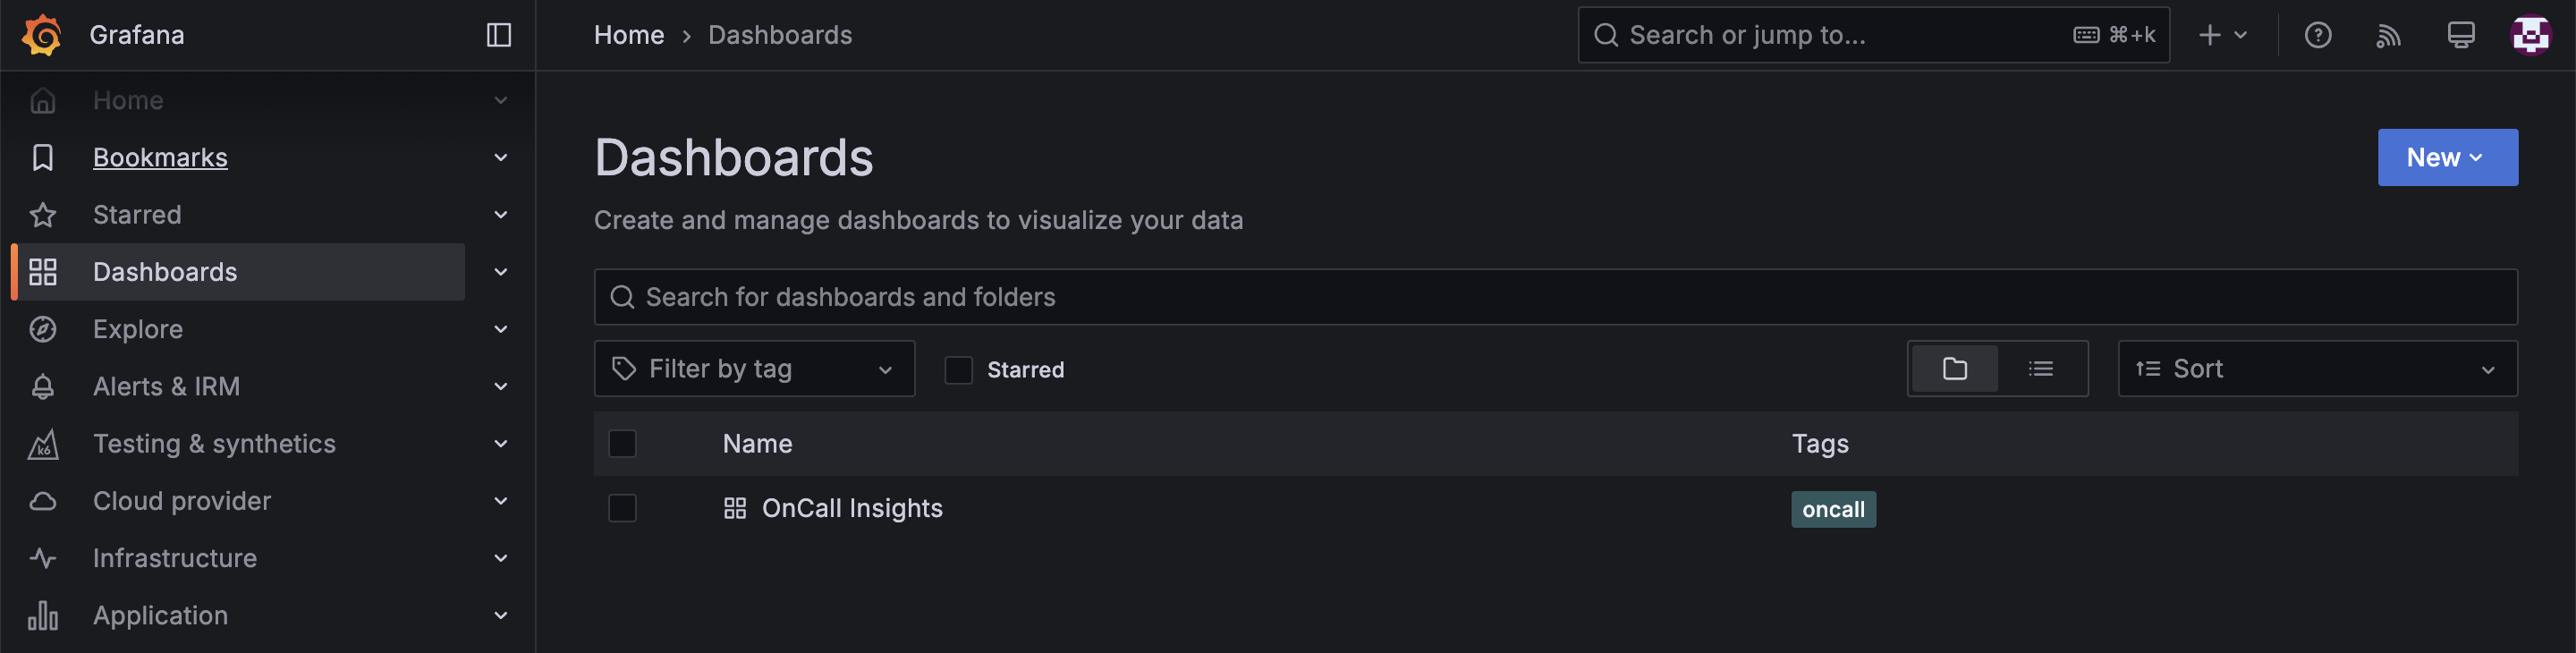 Grafana
Home
Bookmarks
Starred
Dashboards
Explore
Alerts & IRM
k6
Testing & synthetics
Cloud provider
Infrastructure
Application
Home › Dashboards
Search or jump to...
⌘+k
Dashboards
New
Create and manage dashboards to visualize your data
Search for dashboards and folders
Filter by tag
Starred
Sort
Name Tags
OnCall Insights oncall